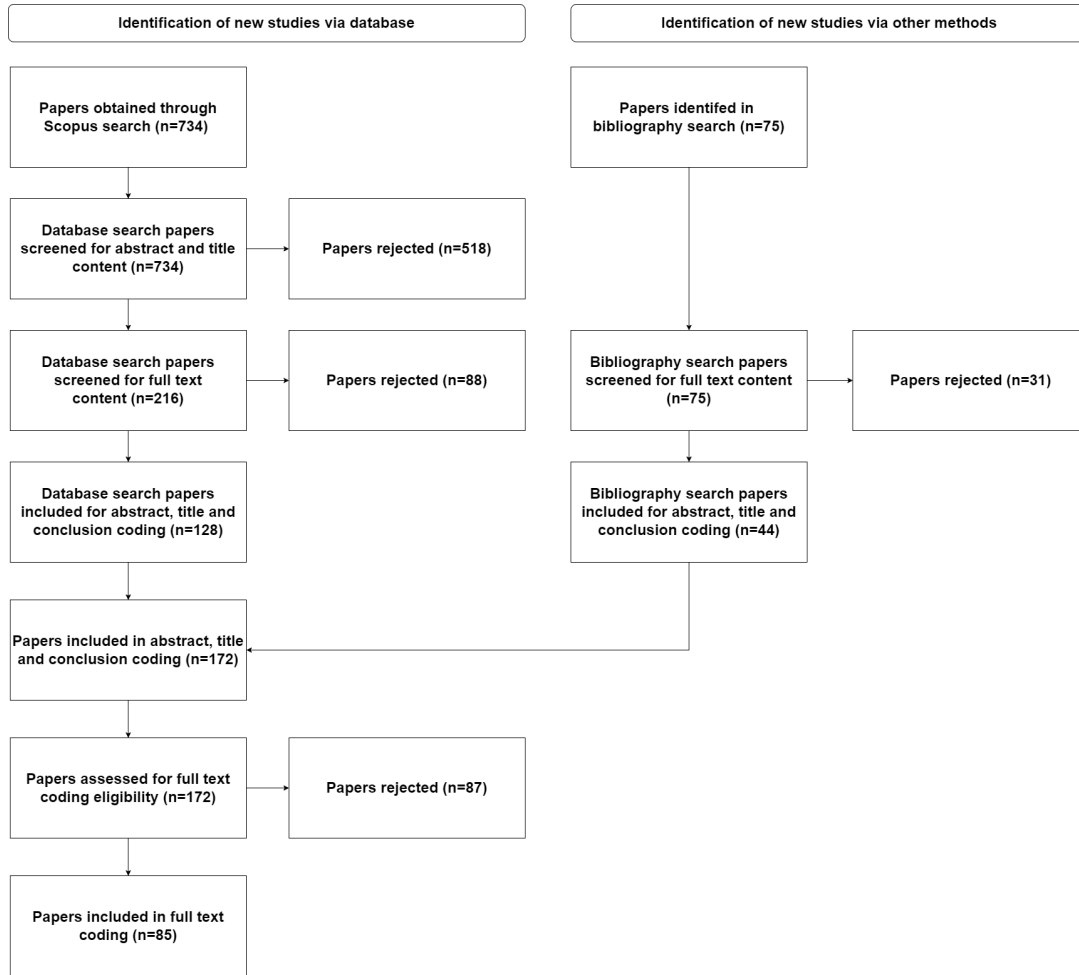 Identification of new studies via database
Identification of new studies via other methods
Papers obtained through
Scopus search (n=734)
Papers identifed in
bibliography search (n=75)
Database search papers
screened for abstract and title
content (n=734)
Papers rejected (n=518)
Database search papers
screened for full text
content (n=216)
Papers rejected (n=88)
Bibliography search papers
screened for full text content
(n=75)
Papers rejected (n=31)
Database search papers
included for abstract, title and
conclusion coding (n=128)
Bibliography search papers
included for abstract, title and
conclusion coding (n=44)
Papers included in abstract, title
and conclusion coding (n=172)
Papers assessed for full text
coding eligibility (n=172)
Papers rejected (n=87)
Papers included in full text
coding (n=85)